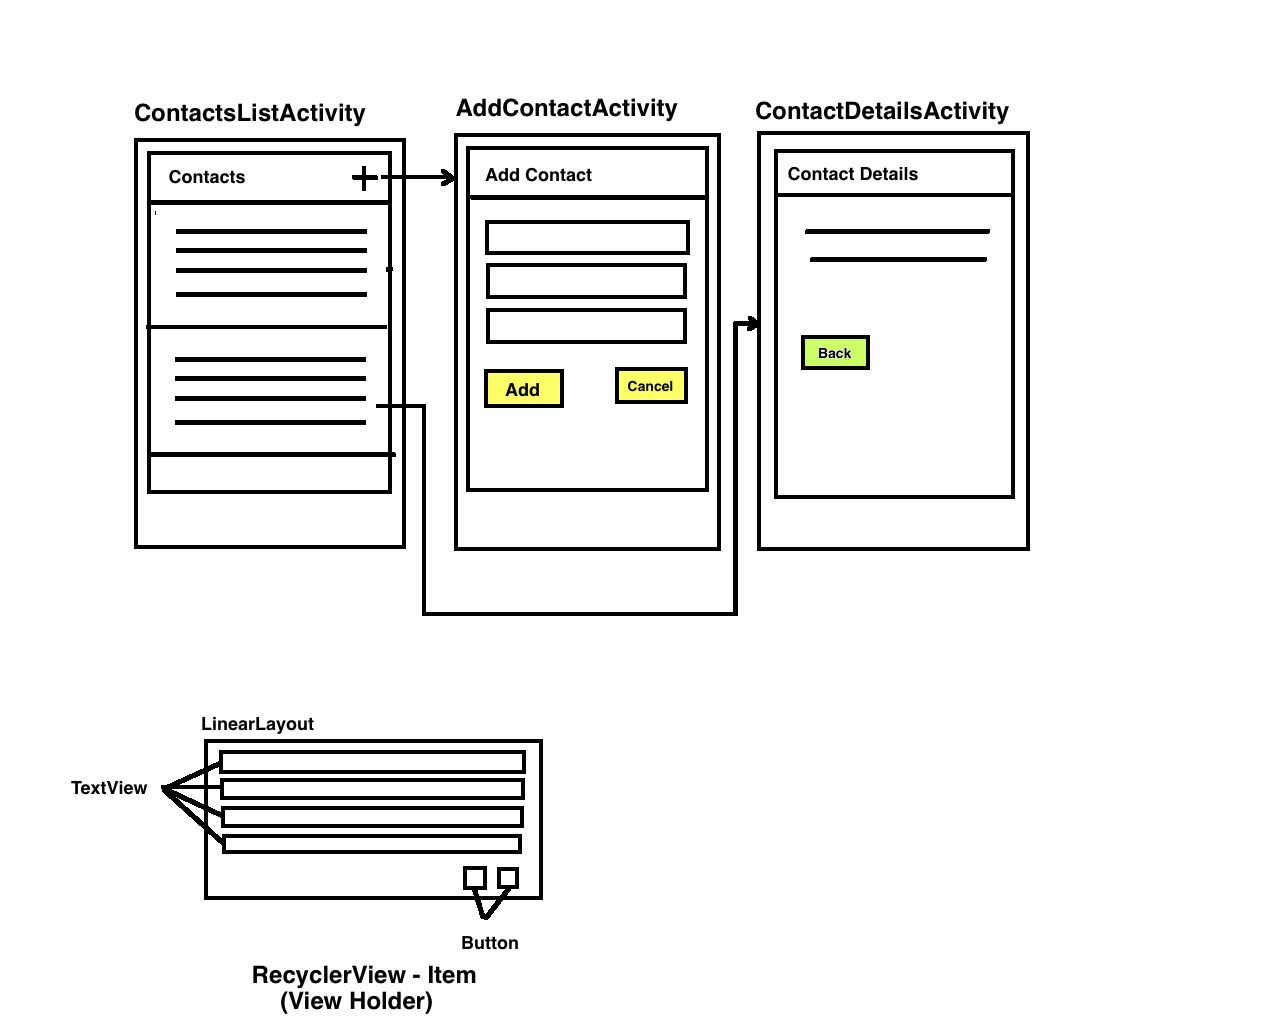 ContactsListActivity
AddContactActivity
ContactDetailsActivity
Contacts
Add Contact
Contact Details
Back
Add
Cancel
LinearLayout
TextView
Button
RecyclerView - Item
(View Holder)